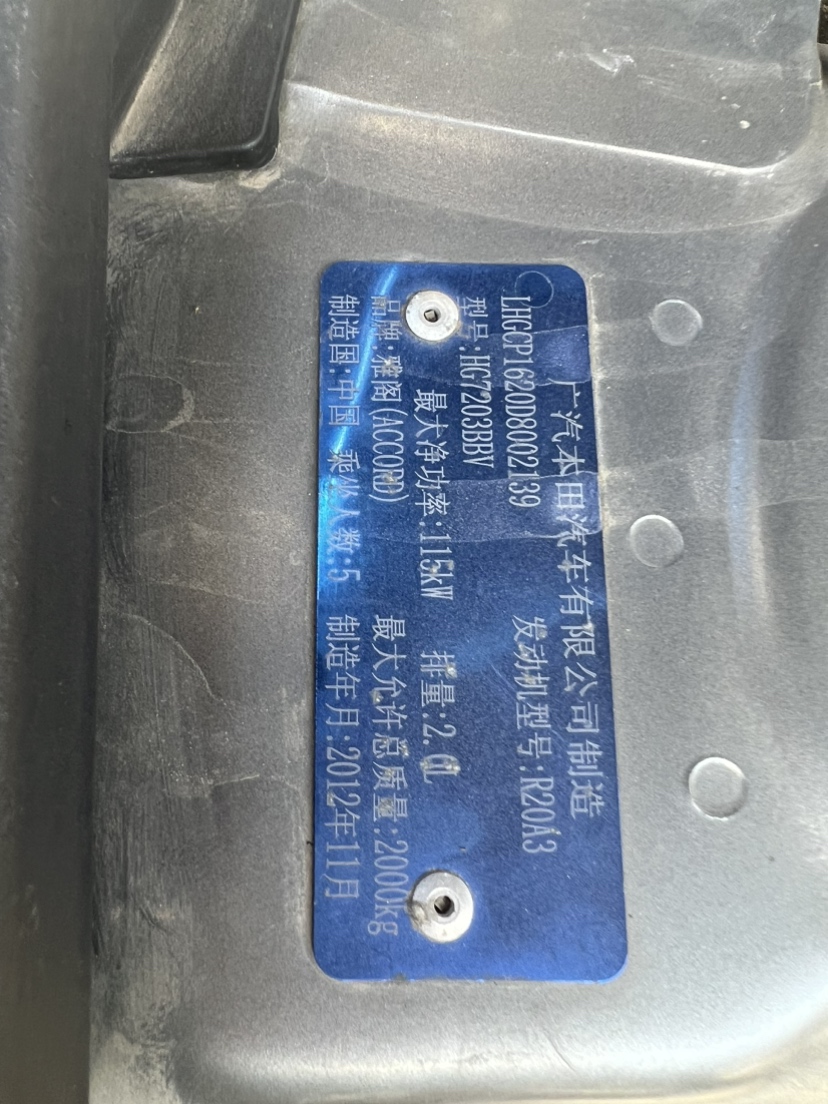 广汽本田汽车有限公司制造
LHGCP1620D8002139 发动机型号:R20A3
型号:HG7203BBV
最大净功率:115kW 排量:2.0L
品牌:雅阁(ACCORD) 最大允许总质量:2000kg
制造国:中国 乘坐人数:5 制造年月:2012年11月